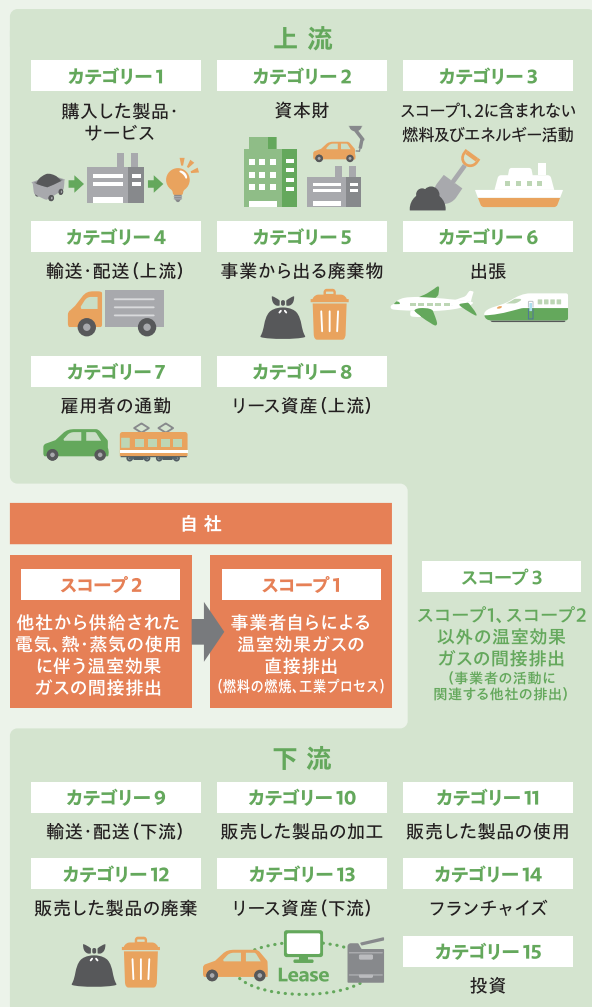 上流
カテゴリー1
購入した製品・
サービス
カテゴリー2
資本財
カテゴリー3
スコープ1、2に含まれない
燃料及びエネルギー活動
カテゴリー4
輸送・配送(上流)
カテゴリー5
事業から出る廃棄物
カテゴリー6
出張
カテゴリー7
雇用者の通勤
カテゴリー8
リース資産(上流)
自社
スコープ2
他社から供給された
電気、熱・蒸気の使用
に伴う温室効果
ガスの間接排出
スコープ1
事業者自らによる
温室効果ガスの
直接排出
(燃料の燃焼、工業プロセス)
スコープ3
スコープ1、スコープ2
以外の温室効果
ガスの間接排出
(事業者の活動に
関連する他社の排出)
下流
カテゴリー9
輸送・配送(下流)
カテゴリー10
販売した製品の加工
カテゴリー11
販売した製品の使用
カテゴリー12
販売した製品の廃棄
カテゴリー13
リース資産(下流)
Lease
カテゴリー14
フランチャイズ
カテゴリー15
投資